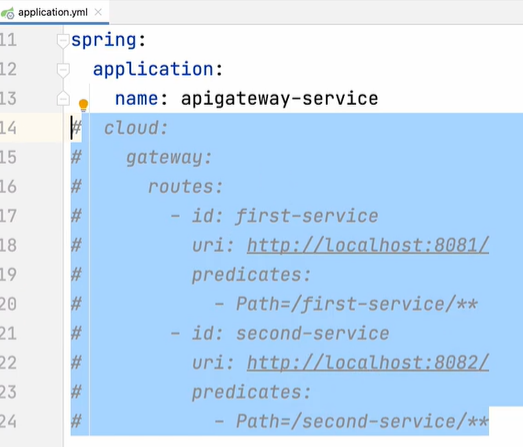 application.yml
11 spring:
12   application:
13     name: apigateway-service
14 #  cloud:
15 #    gateway:
16 #      routes:
17 #        - id: first-service
18 #          uri: http://localhost:8081/
19 #          predicates:
20 #            - Path=/first-service/**
21 #        - id: second-service
22 #          uri: http://localhost:8082/
23 #          predicates:
24 #            - Path=/second-service/**